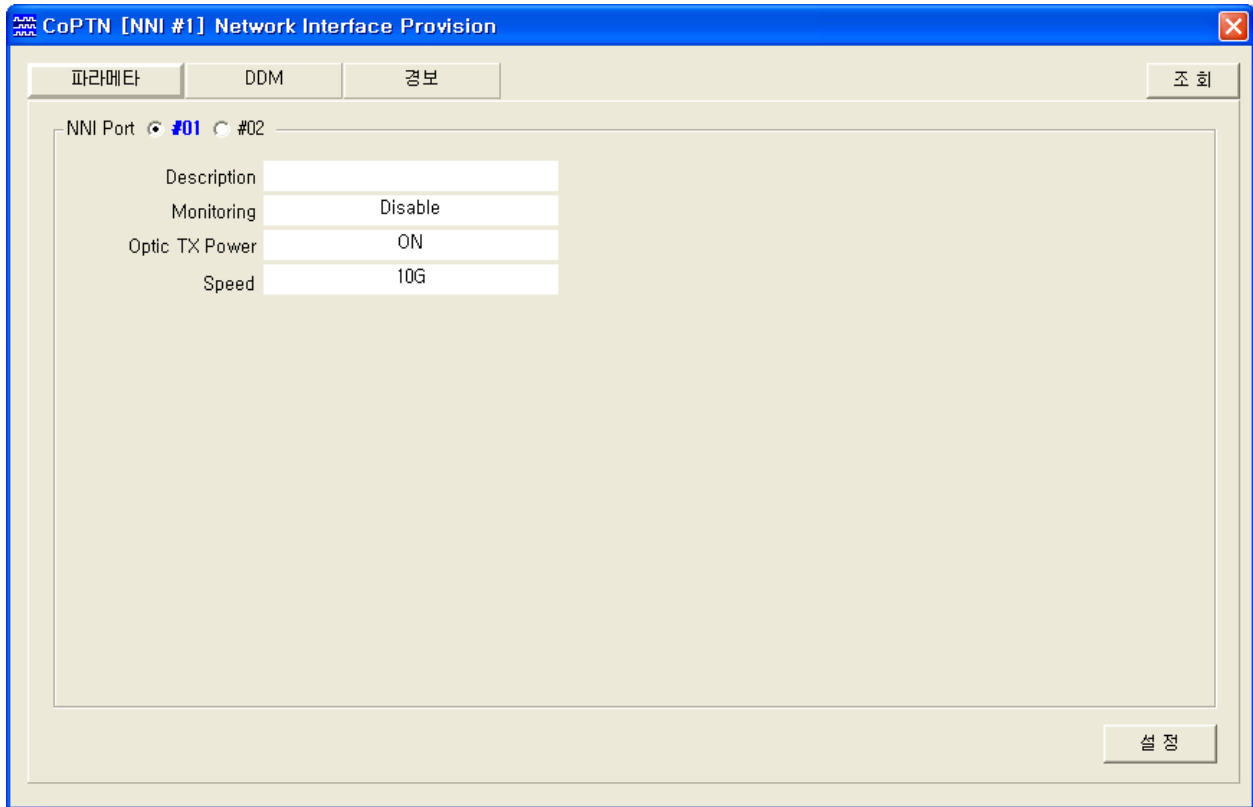 CoPTN [NNI #1] Network Interface Provision
파라메타 DDM 경보 조 회
NNI Port #01 #02
Description
Monitoring Disable
Optic TX Power ON
Speed 10G
설 정